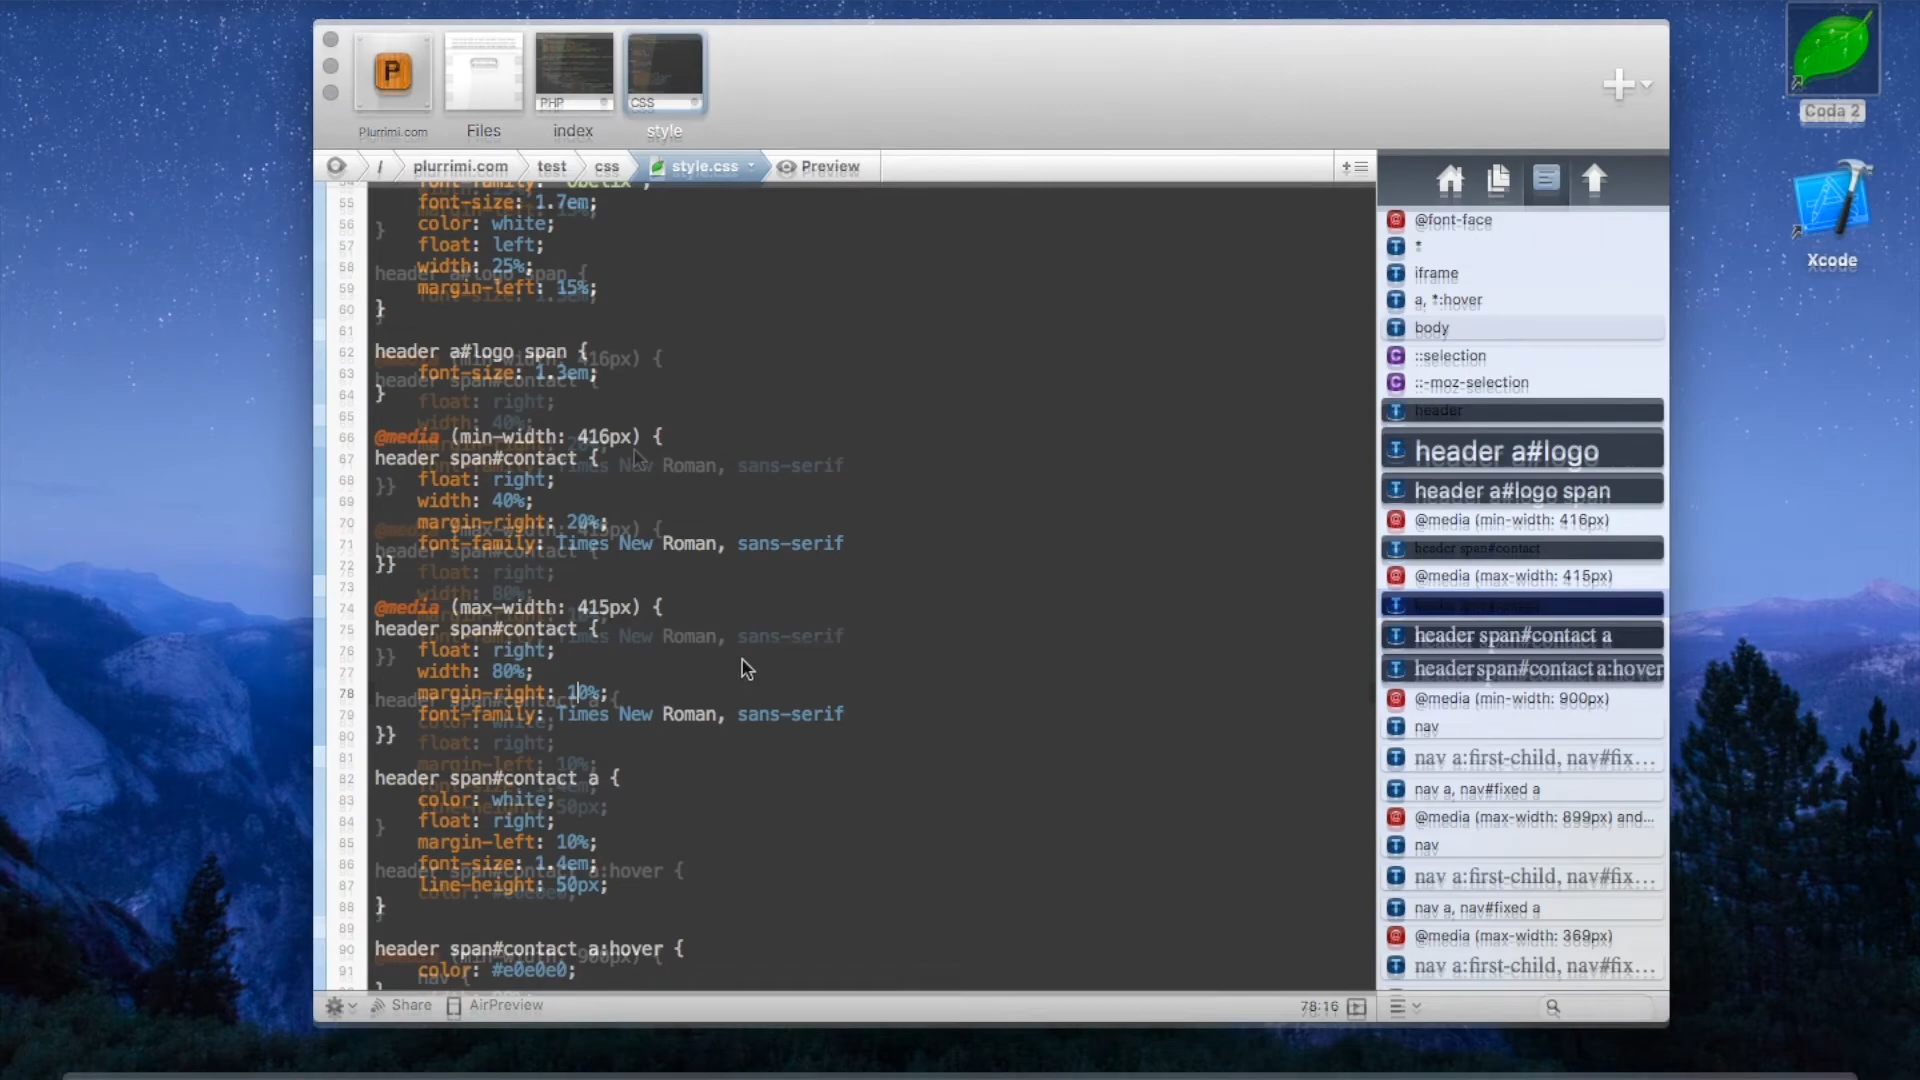 P
PHP
CSS
Plurrimi.com
Files
index
style
/
plurrimi.com
test
css
style.css
Preview
Coda 2
Xcode
55 font-size: 1.7em;
56 color: white;
57 float: left;
58 width: 25%;
59 margin-left: 15%;
60 }
61
62 header a#logo span {
63 font-size: 1.3em;
64 }
65
66 @media (min-width: 416px) {
67 header span#contact {
68 float: right;
69 width: 40%;
70 margin-right: 20%;
71 font-family: Times New Roman, sans-serif
72 }}
73
74 @media (max-width: 415px) {
75 header span#contact {
76 float: right;
77 width: 80%;
78 margin-right: 10%;
79 font-family: Times New Roman, sans-serif
80 }}
81
82 header span#contact a {
83 color: white;
84 float: right;
85 margin-left: 10%;
86 font-size: 1.4em;
87 line-height: 50px;
88 }
89
90 header span#contact a:hover {
91 color: #e0e0e0;
@font-face
*
iframe
a, *:hover
body
::selection
::-moz-selection
header
header a#logo
header a#logo span
@media (min-width: 416px)
header span#contact
@media (max-width: 415px)
header span#contact a
header span#contact a:hover
@media (min-width: 900px)
nav
nav a:first-child, nav#fix…
nav a, nav#fixed a
@media (max-width: 899px) and…
nav
nav a:first-child, nav#fix…
nav a, nav#fixed a
@media (max-width: 369px)
nav a:first-child, nav#fix…
Share
AirPreview
78:16